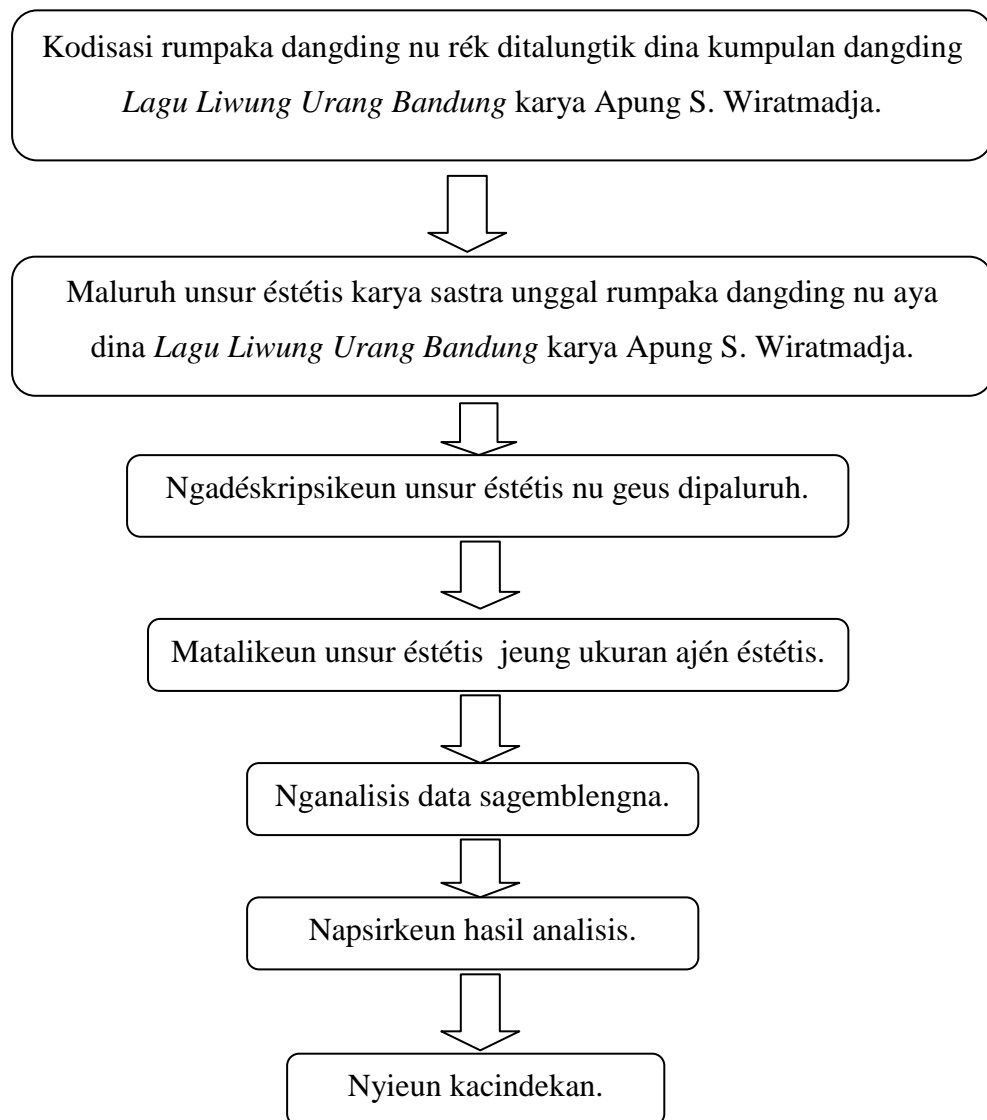 Kodisasi rumpaka dangding nu rék ditalungtik dina kumpulan dangding
Lagu Liwung Urang Bandung karya Apung S. Wiratmadja.
Maluruh unsur éstétis karya sastra unggal rumpaka dangding nu aya
dina Lagu Liwung Urang Bandung karya Apung S. Wiratmadja.
Ngadéskripsikeun unsur éstétis nu geus dipaluruh.
Matalikeun unsur éstétis jeung ukuran ajén éstétis.
Nganalisis data sagemblengna.
Napsirkeun hasil analisis.
Nyieun kacindekan.